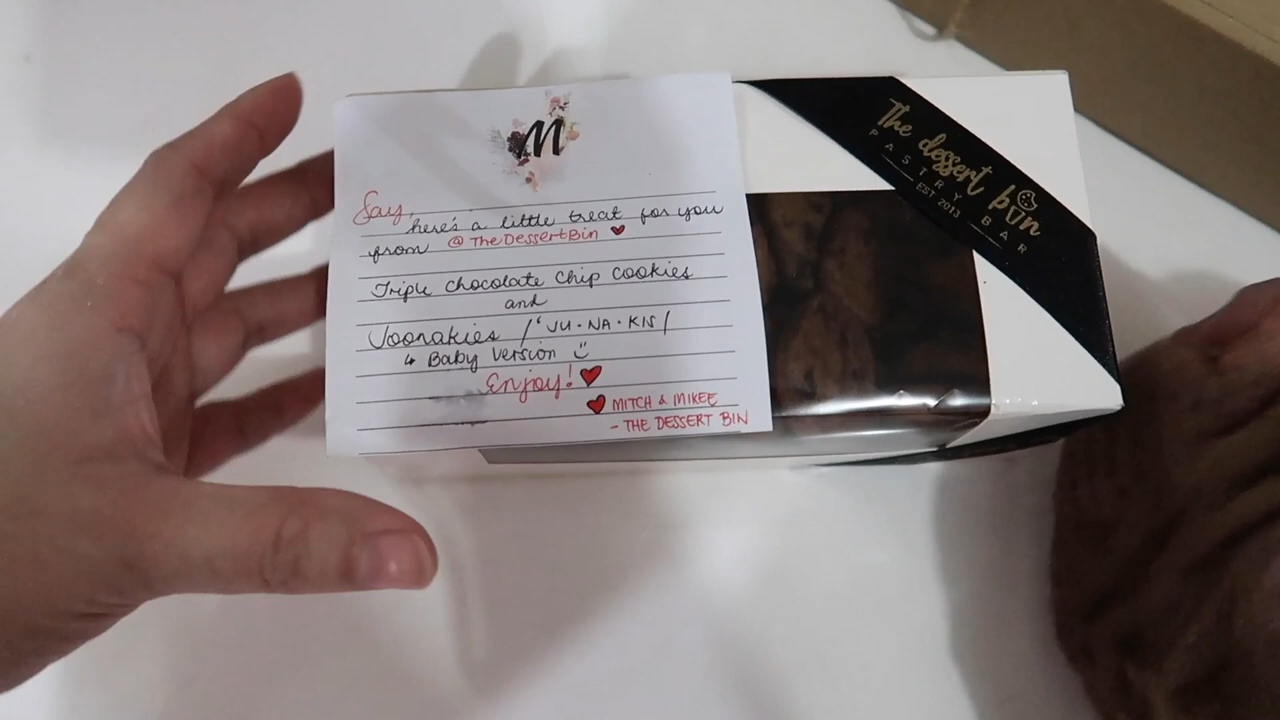 M
Say,
here's a little treat for you
from @TheDessertBin
Triple chocolate chip cookies
and
Joonakies /'JU·NA·KIS/
↳ Baby version
Enjoy!
MITCH & MIKEE
- THE DESSERT BIN
The dessert bin
PASTRY BAR
EST 2013